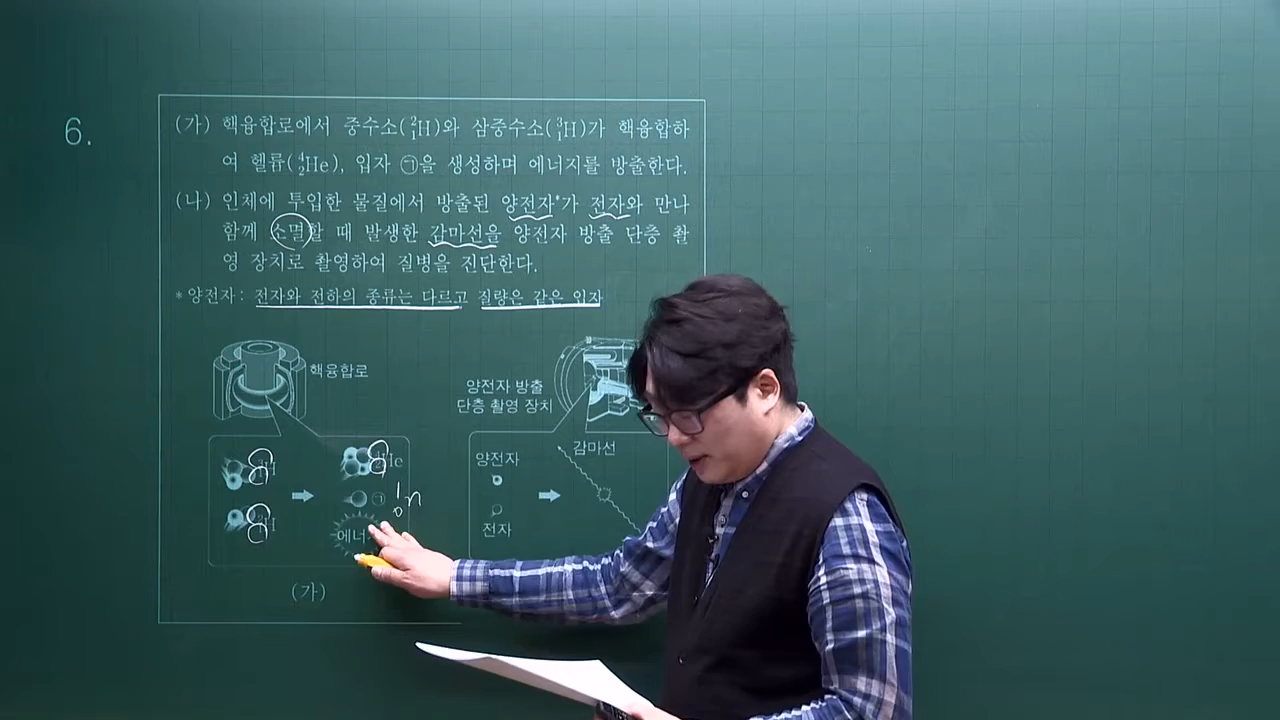 6.
(가) 핵융합로에서 중수소(²₁H)와 삼중수소(³₁H)가 핵융합하
여 헬륨(⁴₂He), 입자 ㉠을 생성하며 에너지를 방출한다.
(나) 인체에 투입한 물질에서 방출된 양전자*가 전자와 만나
함께 소멸할 때 발생한 감마선을 양전자 방출 단층 촬
영 장치로 촬영하여 질병을 진단한다.
*양전자: 전자와 전하의 종류는 다르고 질량은 같은 입자
핵융합로
양전자 방출
단층 촬영 장치
H
He
㉠
¹₀n
H
에너
(가)
양전자
감마선
전자